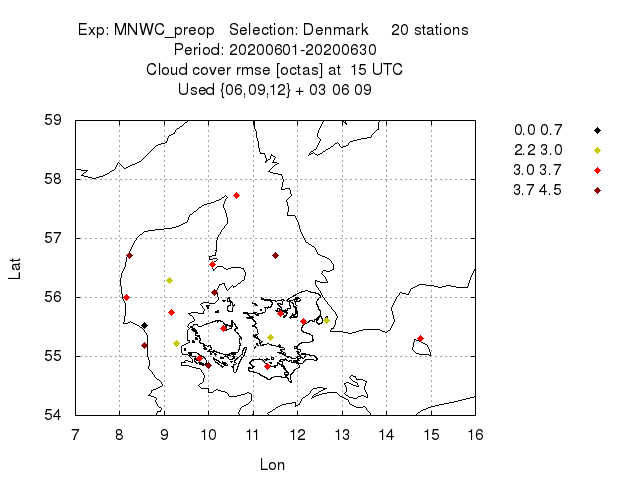 Exp: MNWC_preop Selection: Denmark 20 stations
Period: 20200601-20200630
Cloud cover rmse [octas] at 15 UTC
Used {06,09,12} + 03 06 09
59
58
57
56
55
54
Lat
7 8 9 10 11 12 13 14 15 16
Lon
0.0 0.7
2.2 3.0
3.0 3.7
3.7 4.5